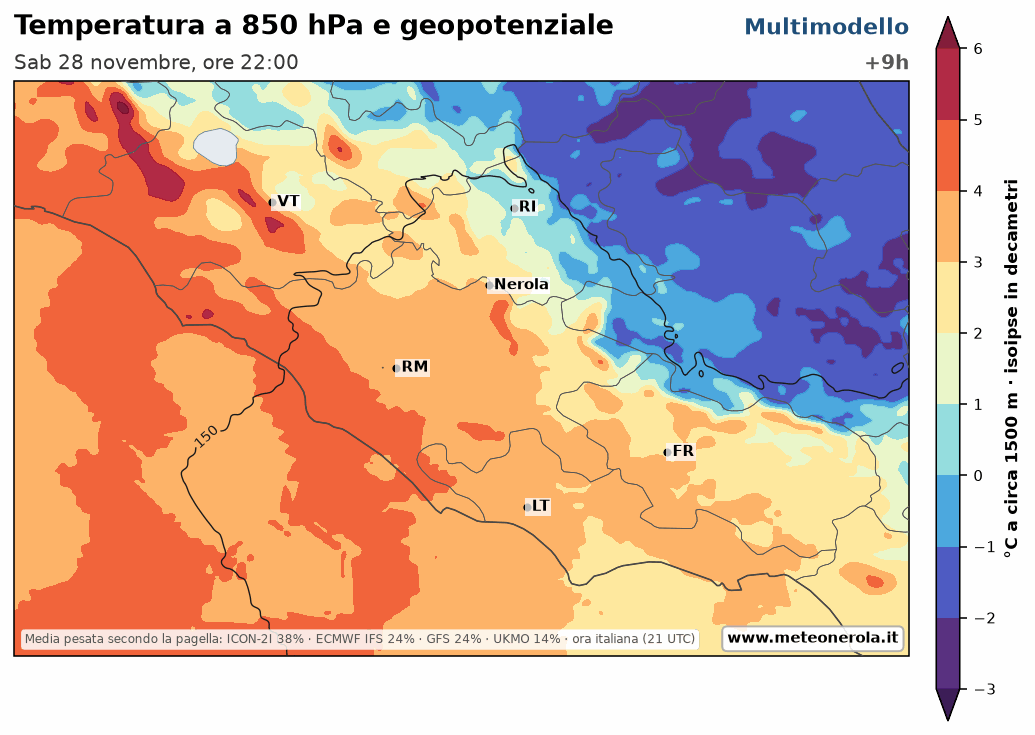 Temperatura a 850 hPa e geopotenziale
Multimodello
Sab 28 novembre, ore 22:00
+9h
VT
RI
Nerola
RM
150
FR
LT
Media pesata secondo la pagella: ICON-2I 38% · ECMWF IFS 24% · GFS 24% · UKMO 14% · ora italiana (21 UTC)
www.meteonerola.it
6
5
4
3
2
1
0
−1
−2
−3
°C a circa 1500 m · isoipse in decametri